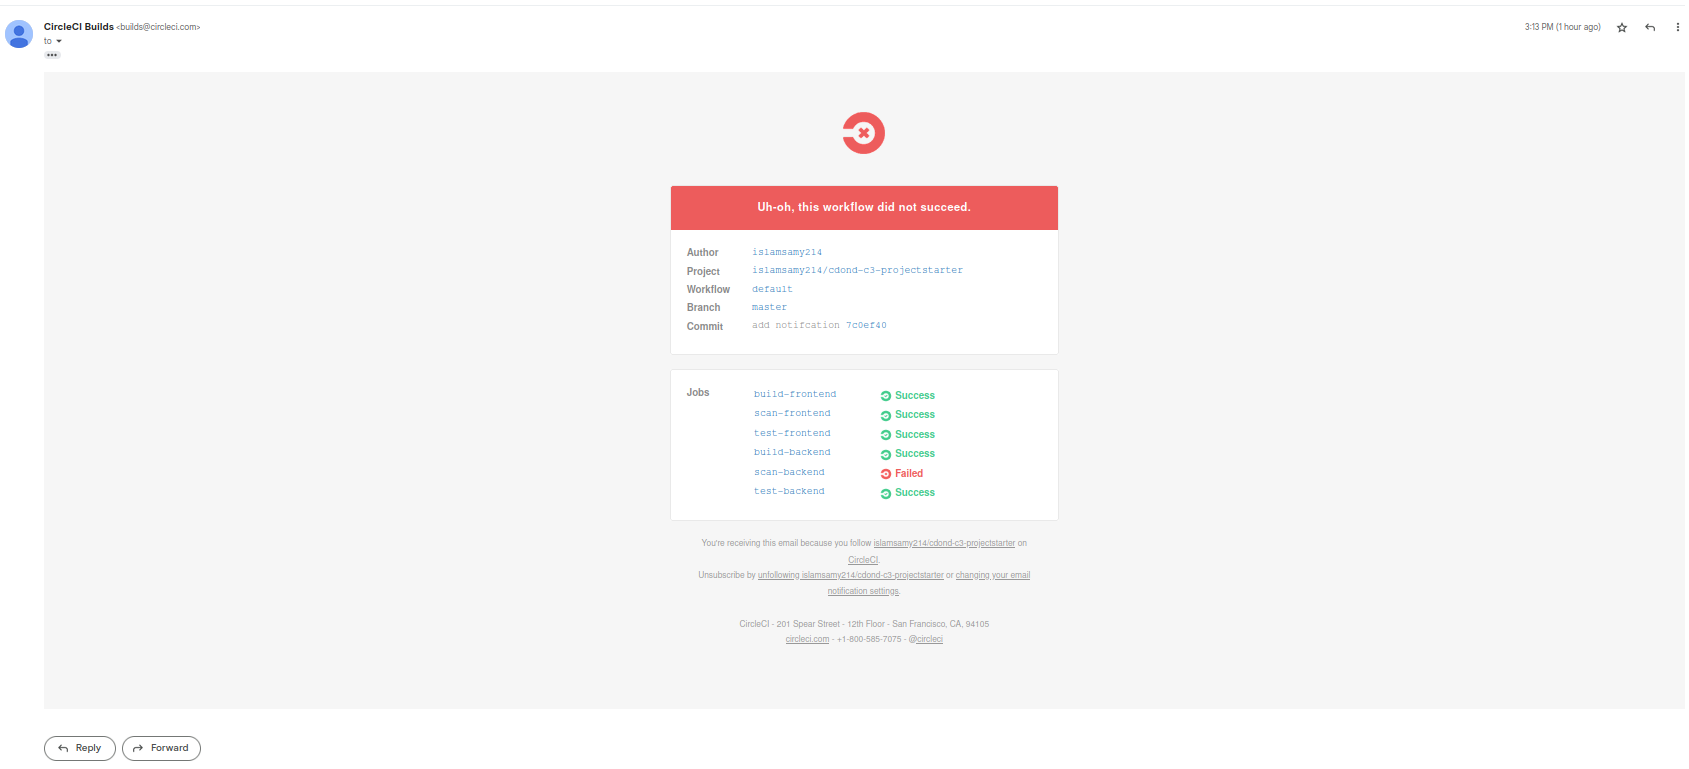 CircleCI Builds <builds@circleci.com>
3:13 PM (1 hour ago)
to
Uh-oh, this workflow did not succeed.
Author islamsamy214
Project islamsamy214/cdond-c3-projectstarter
Workflow default
Branch master
Commit add notifcation 7c0ef40
Jobs build-frontend Success
scan-frontend Success
test-frontend Success
build-backend Success
scan-backend Failed
test-backend Success
You're receiving this email because you follow islamsamy214/cdond-c3-projectstarter on
CircleCI.
Unsubscribe by unfollowing islamsamy214/cdond-c3-projectstarter or changing your email
notification settings.
CircleCI - 201 Spear Street - 12th Floor - San Francisco, CA, 94105
circleci.com - +1-800-585-7075 - @circleci
Reply Forward